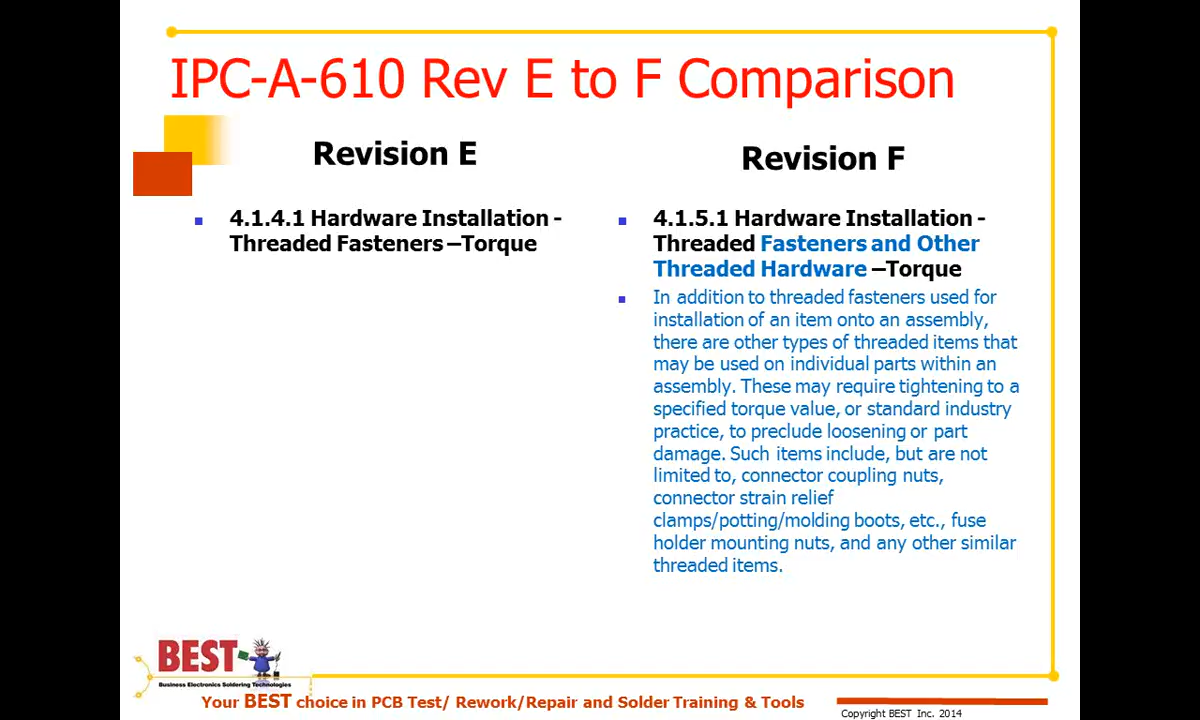 IPC-A-610 Rev E to F Comparison
Revision E
4.1.4.1 Hardware Installation -
Threaded Fasteners –Torque
Revision F
4.1.5.1 Hardware Installation -
Threaded Fasteners and Other
Threaded Hardware –Torque
In addition to threaded fasteners used for
installation of an item onto an assembly,
there are other types of threaded items that
may be used on individual parts within an
assembly. These may require tightening to a
specified torque value, or standard industry
practice, to preclude loosening or part
damage. Such items include, but are not
limited to, connector coupling nuts,
connector strain relief
clamps/potting/molding boots, etc., fuse
holder mounting nuts, and any other similar
threaded items.
BEST
Business Electronics Soldering Technologies
Your BEST choice in PCB Test/ Rework/Repair and Solder Training & Tools
Copyright BEST Inc. 2014